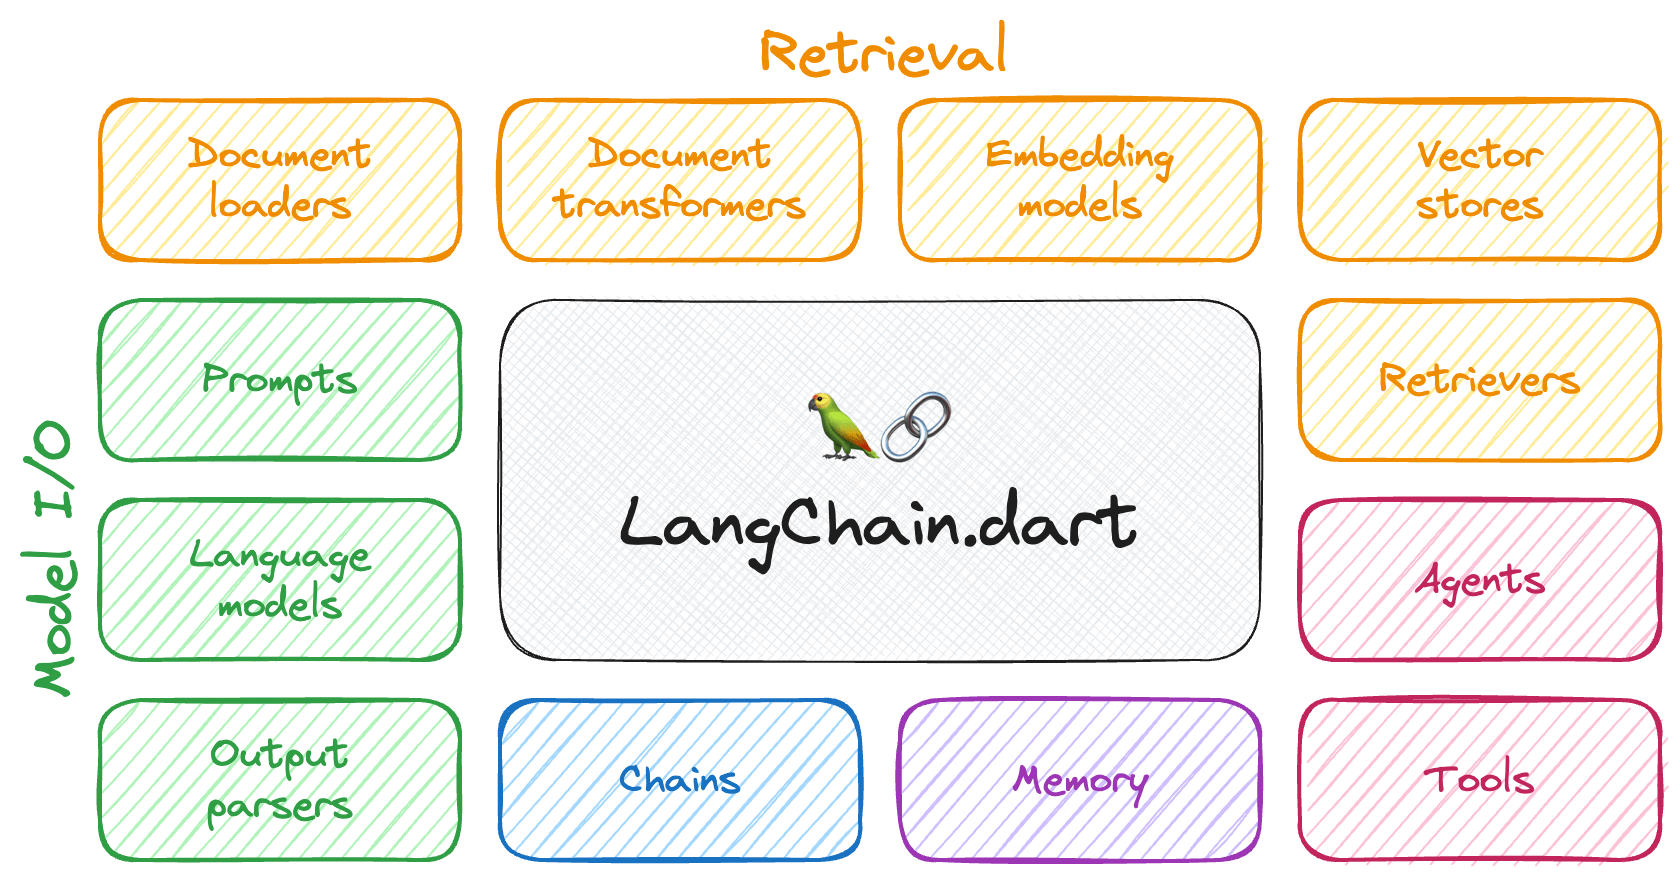 Retrieval
Document
loaders
Document
transformers
Embedding
models
Vector
stores
Model I/O
Prompts
Language
models
Output
parsers
LangChain.dart
Retrievers
Agents
Chains
Memory
Tools